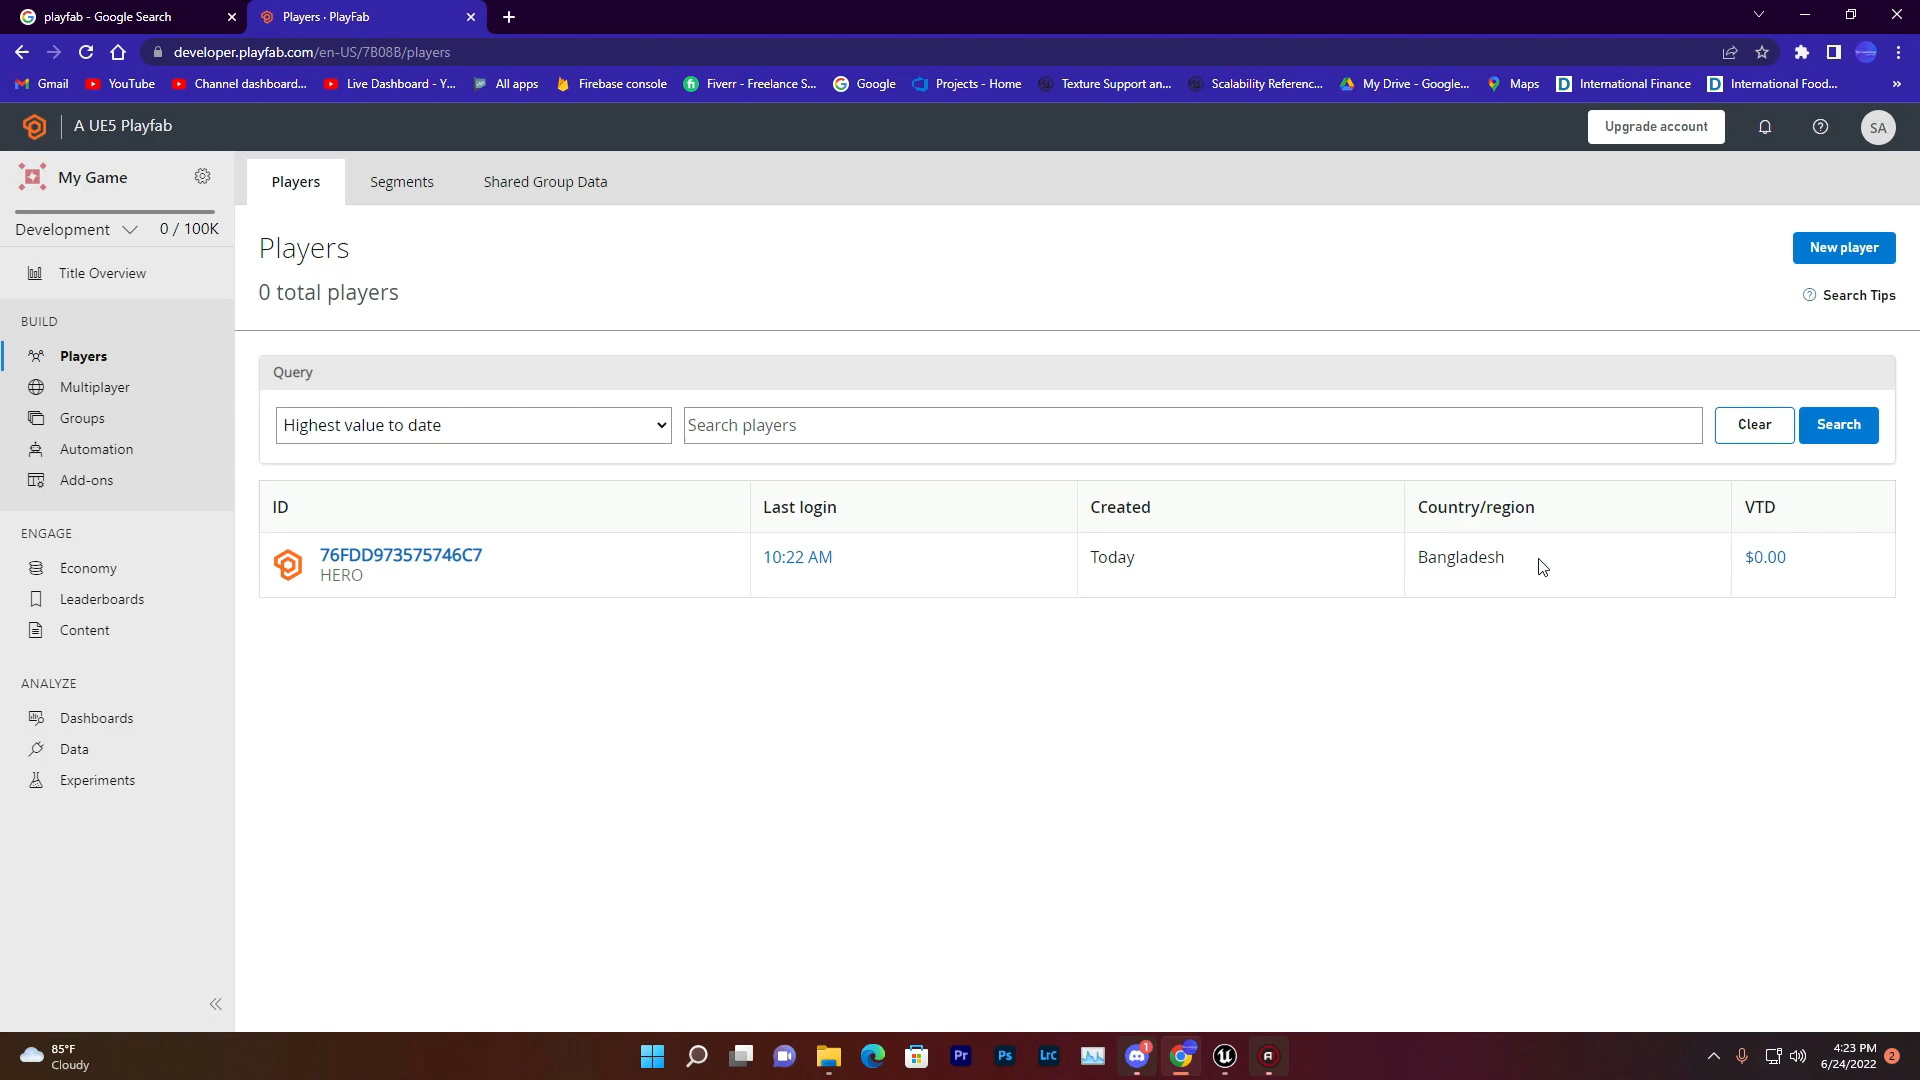 playfab - Google Search
Players · PlayFab
developer.playfab.com/en-US/7B08B/players
Gmail
YouTube
Channel dashboard...
Live Dashboard - Y...
All apps
Firebase console
Fiverr - Freelance S...
Google
Projects - Home
Texture Support an...
Scalability Referenc...
My Drive - Google...
Maps
International Finance
International Food...
A UE5 Playfab
Upgrade account
SA
My Game
Development 0 / 100K
Title Overview
BUILD
Players
Multiplayer
Groups
Automation
Add-ons
ENGAGE
Economy
Leaderboards
Content
ANALYZE
Dashboards
Data
Experiments
Players
Segments
Shared Group Data
Players
New player
0 total players
Search Tips
Query
Highest value to date
Search players
Clear
Search
ID
Last login
Created
Country/region
VTD
76FDD973575746C7
HERO
10:22 AM
Today
Bangladesh
$0.00
85°F
Cloudy
Pr
Ps
LrC
1
4:23 PM
6/24/2022
2